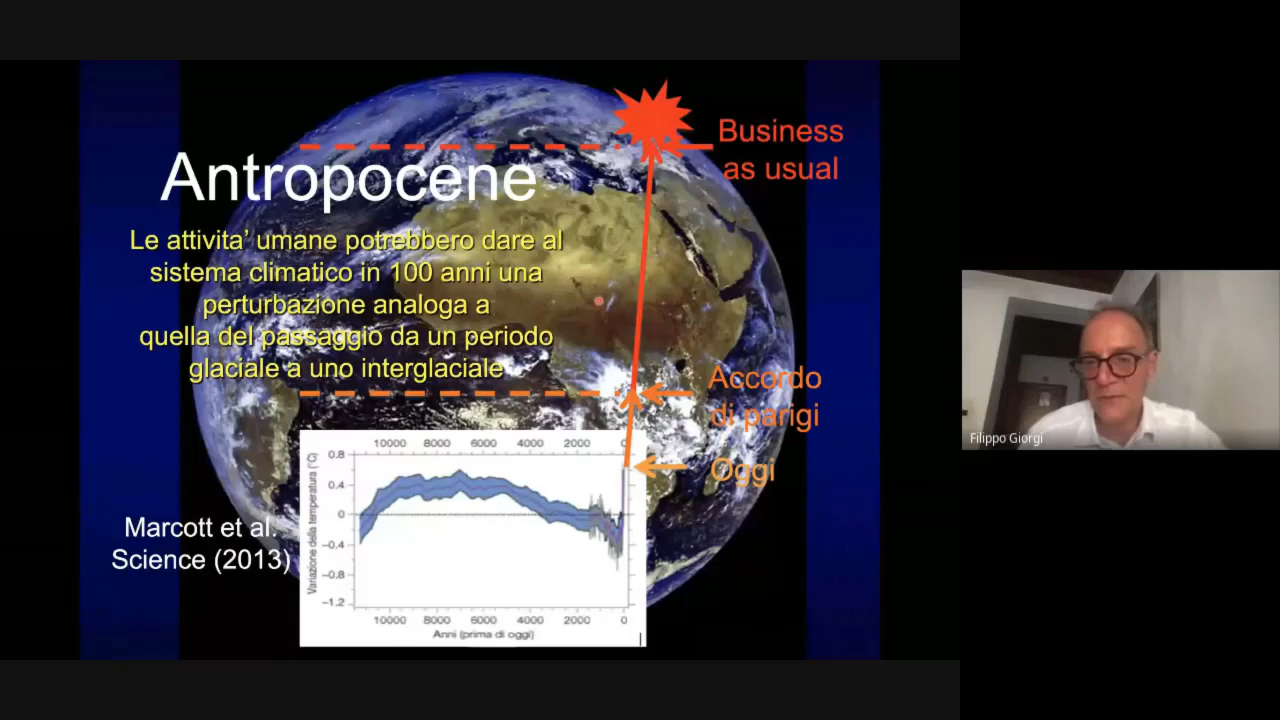 Business
as usual
Antropocene
Le attivita' umane potrebbero dare al
sistema climatico in 100 anni una
perturbazione analoga a
quella del passaggio da un periodo
glaciale a uno interglaciale
Accordo
di parigi
Oggi
Marcott et al.
Science (2013)
10000 8000 6000 4000 2000 0
Variazione della temperatura (°C)
0.8
0.4
0
-0.4
-0.8
-1.2
10000 8000 6000 4000 2000 0
Anni (prima di oggi)
Filippo Giorgi